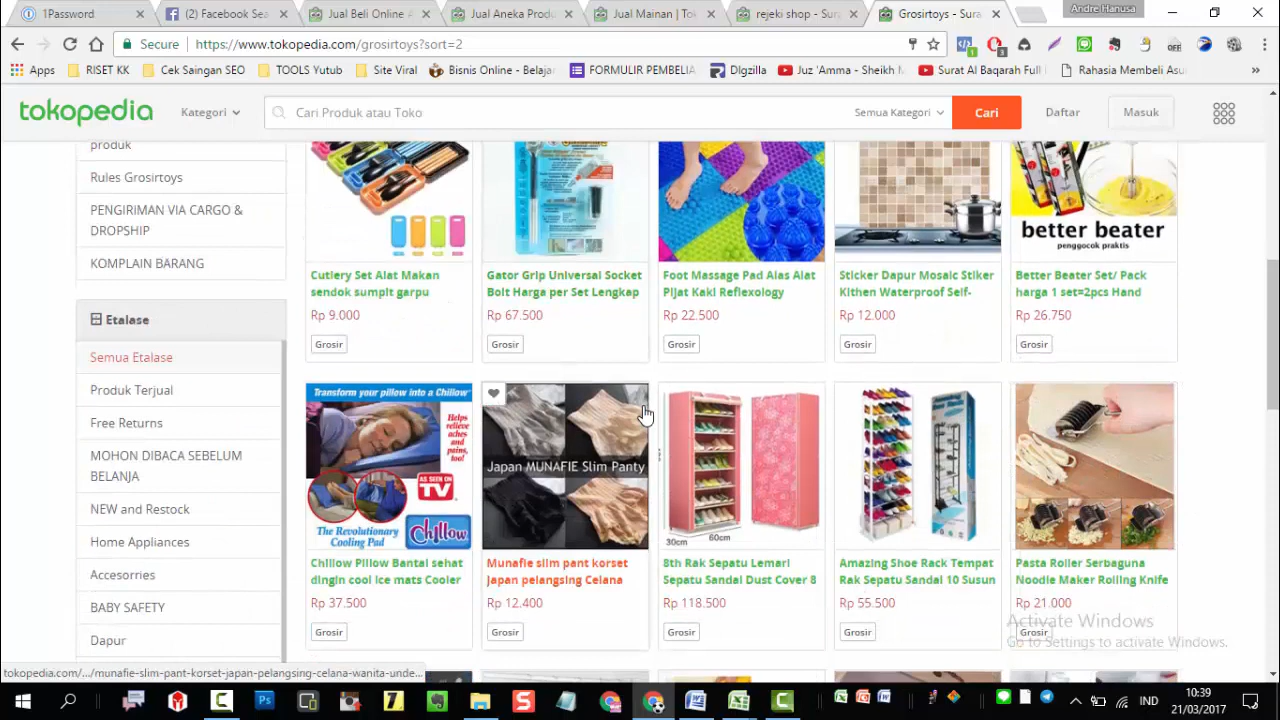 Andre Hanusa
1Password
(2) Facebook Sea
Jual Beli Online A
Jual Aneka Produ
Jual Mainan | Tok
rejeki shop - Sura
Grosirtoys - Sura
Secure
https://www.tokopedia.com/grosirtoys?sort=2
Apps
RISET KK
Cek Saingan SEO
TOOLS Yutub
Site Viral
Bisnis Online - Belaja
FORMULIR PEMBELIA
DIgzilla
Juz 'Amma - Sheikh M
Surat Al Baqarah Full
Rahasia Membeli Asu
tokopedia
Kategori
Cari Produk atau Toko
Semua Kategori
Cari
Daftar
Masuk
produk
Rules Grosirtoys
PENGIRIMAN VIA CARGO &
DROPSHIP
KOMPLAIN BARANG
Etalase
Semua Etalase
Produk Terjual
Free Returns
MOHON DIBACA SEBELUM
BELANJA
NEW and Restock
Home Appliances
Accesorries
BABY SAFETY
Dapur
better beater
penggocok praktis
Cutlery Set Alat Makan
sendok sumpit garpu
Rp 9.000
Grosir
Gator Grip Universal Socket
Bolt Harga per Set Lengkap
Rp 67.500
Grosir
Foot Massage Pad Alas Alat
Pijat Kaki Reflexology
Rp 22.500
Grosir
Sticker Dapur Mosaic Stiker
Kithen Waterproof Self-
Rp 12.000
Grosir
Better Beater Set/ Pack
harga 1 set=2pcs Hand
Rp 26.750
Grosir
Transform your pillow into a Chillow!
Helps
relieve
aches
and
pains,
too!
AS SEEN ON
TV
The Revolutionary
Cooling Pad
Chillow
Chillow Pillow Bantal sehat
dingin cool ice mats Cooler
Rp 37.500
Grosir
Japan MUNAFIE Slim Panty
Munafie slim pant korset
Japan pelangsing Celana
Rp 12.400
Grosir
30cm
60cm
8th Rak Sepatu Lemari
Sepatu Sandal Dust Cover 8
Rp 118.500
Grosir
Amazing Shoe Rack Tempat
Rak Sepatu Sandal 10 Susun
Rp 55.500
Grosir
Pasta Roller Serbaguna
Noodle Maker Rolling Knife
Rp 21.000
Grosir
Activate Windows
Go to Settings to activate Windows.
tokopedia.com/.../munafie-slim-pant-korset-japan-pelangsing-celana-wanita-unde...
IND
10:39
21/03/2017